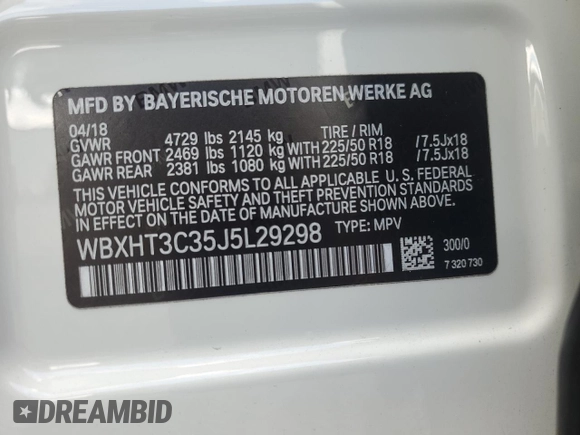 MFD BY BAYERISCHE MOTOREN WERKE AG
04/18 TIRE / RIM
GVWR 4729 lbs 2145 kg
GAWR FRONT 2469 lbs 1120 kg WITH 225/50 R18 /7.5Jx18
GAWR REAR 2381 lbs 1080 kg WITH 225/50 R18 /7.5Jx18
THIS VEHICLE CONFORMS TO ALL APPLICABLE U.S. FEDERAL
MOTOR VEHICLE SAFETY AND THEFT PREVENTION STANDARDS
IN EFFECT ON THE DATE OF MANUFACTURE SHOWN ABOVE.
WBXHT3C35J5L29298 TYPE: MPV
300/0
7 320 730
DREAMBID